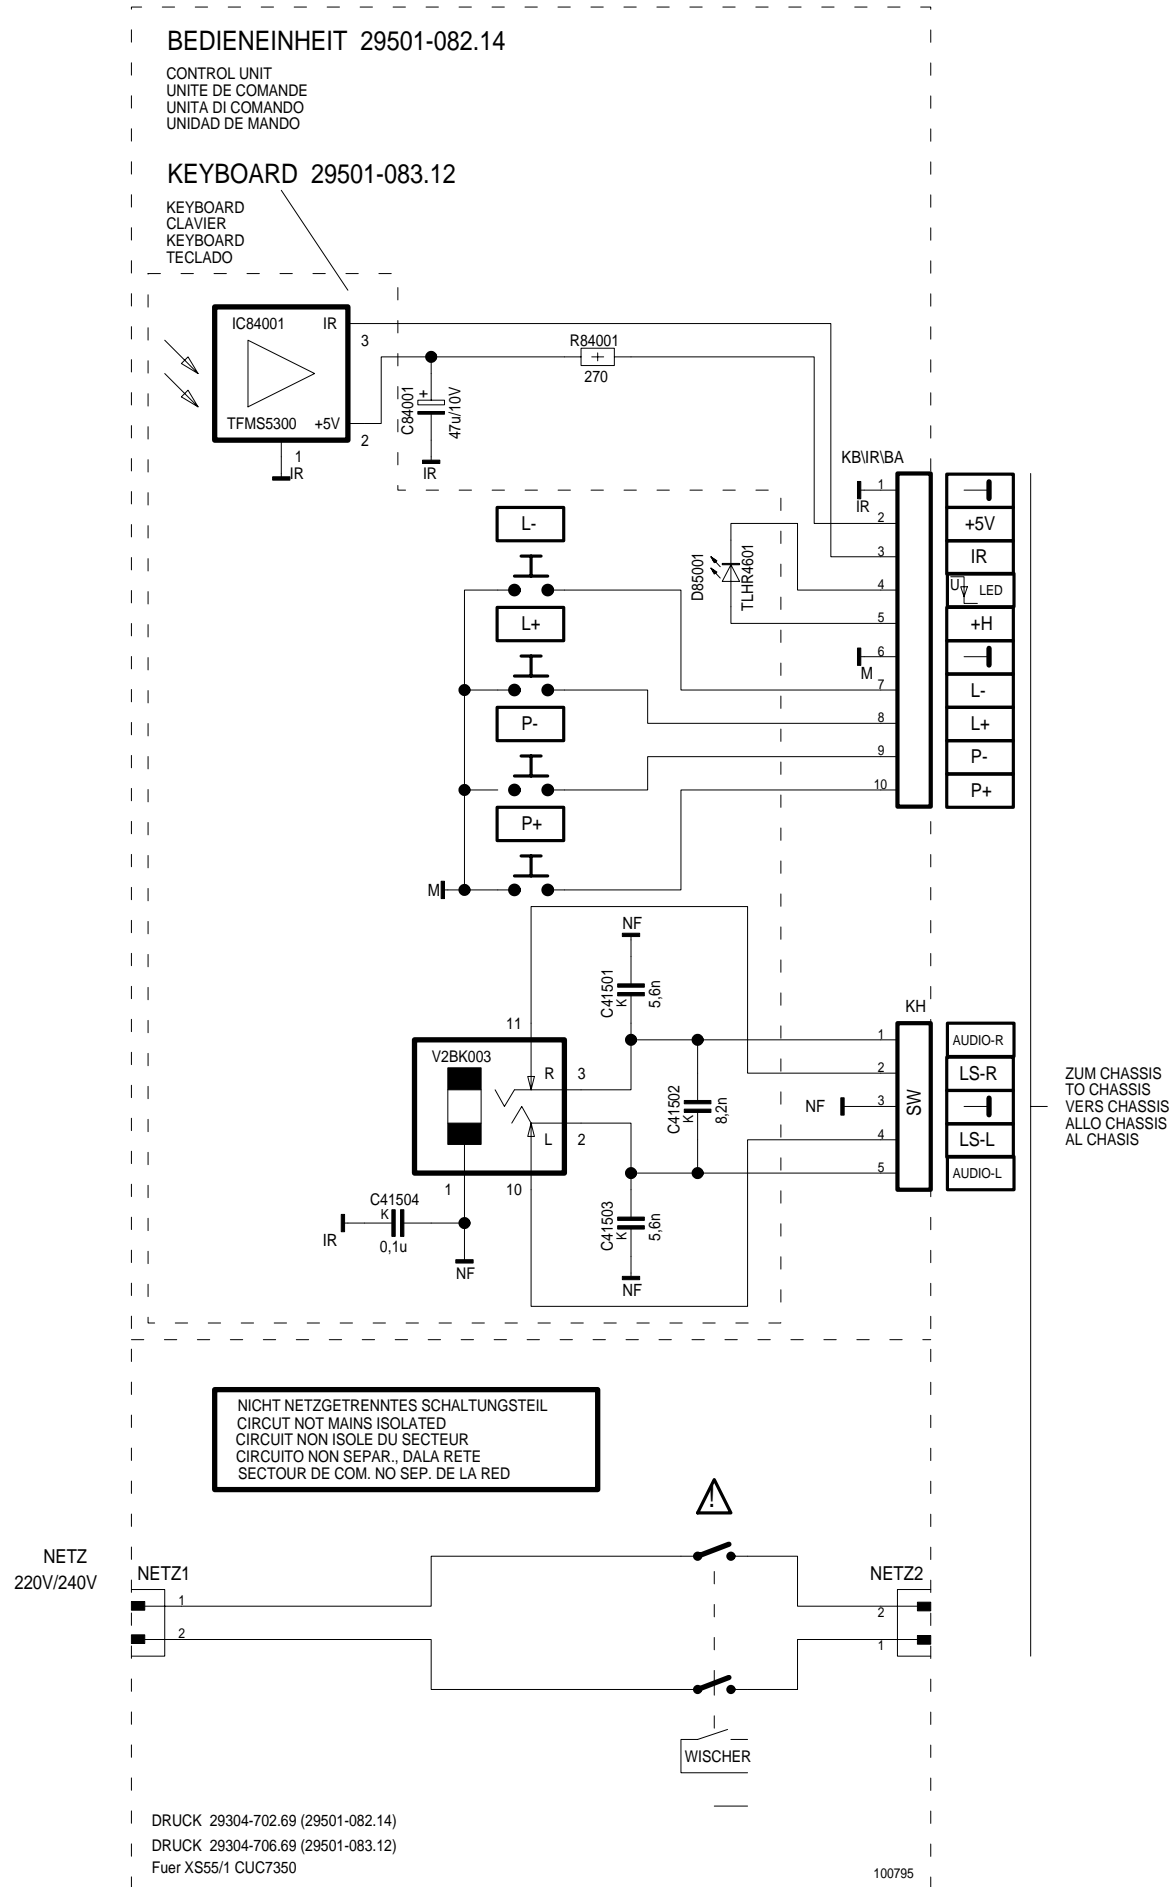 BEDIENEINHEIT 29501-082.14
CONTROL UNIT
UNITE DE COMANDE
UNITA DI COMANDO
UNIDAD DE MANDO
KEYBOARD 29501-083.12
KEYBOARD
CLAVIER
KEYBOARD
TECLADO
IC84001 IR
3
TFMS5300 +5V
2
1
IR
C84001
+
47u/10V
IR
R84001
+
270
KB\IR\BA
1
IR
2 +5V
3 IR
4 U LED
5 +H
6
M
7 L-
8 L+
9 P-
10 P+
D85001
TLHR4601
L-
L+
P-
P+
M
NF
C41501
K
5,6n
11
V2BK003
R 3
L 2
1 10
C41502
K
8,2n
C41503
K
5,6n
NF
C41504
K
0,1u
IR
NF
KH
SW
1 AUDIO-R
2 LS-R
NF 3
4 LS-L
5 AUDIO-L
ZUM CHASSIS
TO CHASSIS
VERS CHASSIS
ALLO CHASSIS
AL CHASIS
NICHT NETZGETRENNTES SCHALTUNGSTEIL
CIRCUT NOT MAINS ISOLATED
CIRCUIT NON ISOLE DU SECTEUR
CIRCUITO NON SEPAR., DALA RETE
SECTOUR DE COM. NO SEP. DE LA RED
!
NETZ
220V/240V
NETZ1
1
2
NETZ2
2
1
WISCHER
DRUCK 29304-702.69 (29501-082.14)
DRUCK 29304-706.69 (29501-083.12)
Fuer XS55/1 CUC7350
100795